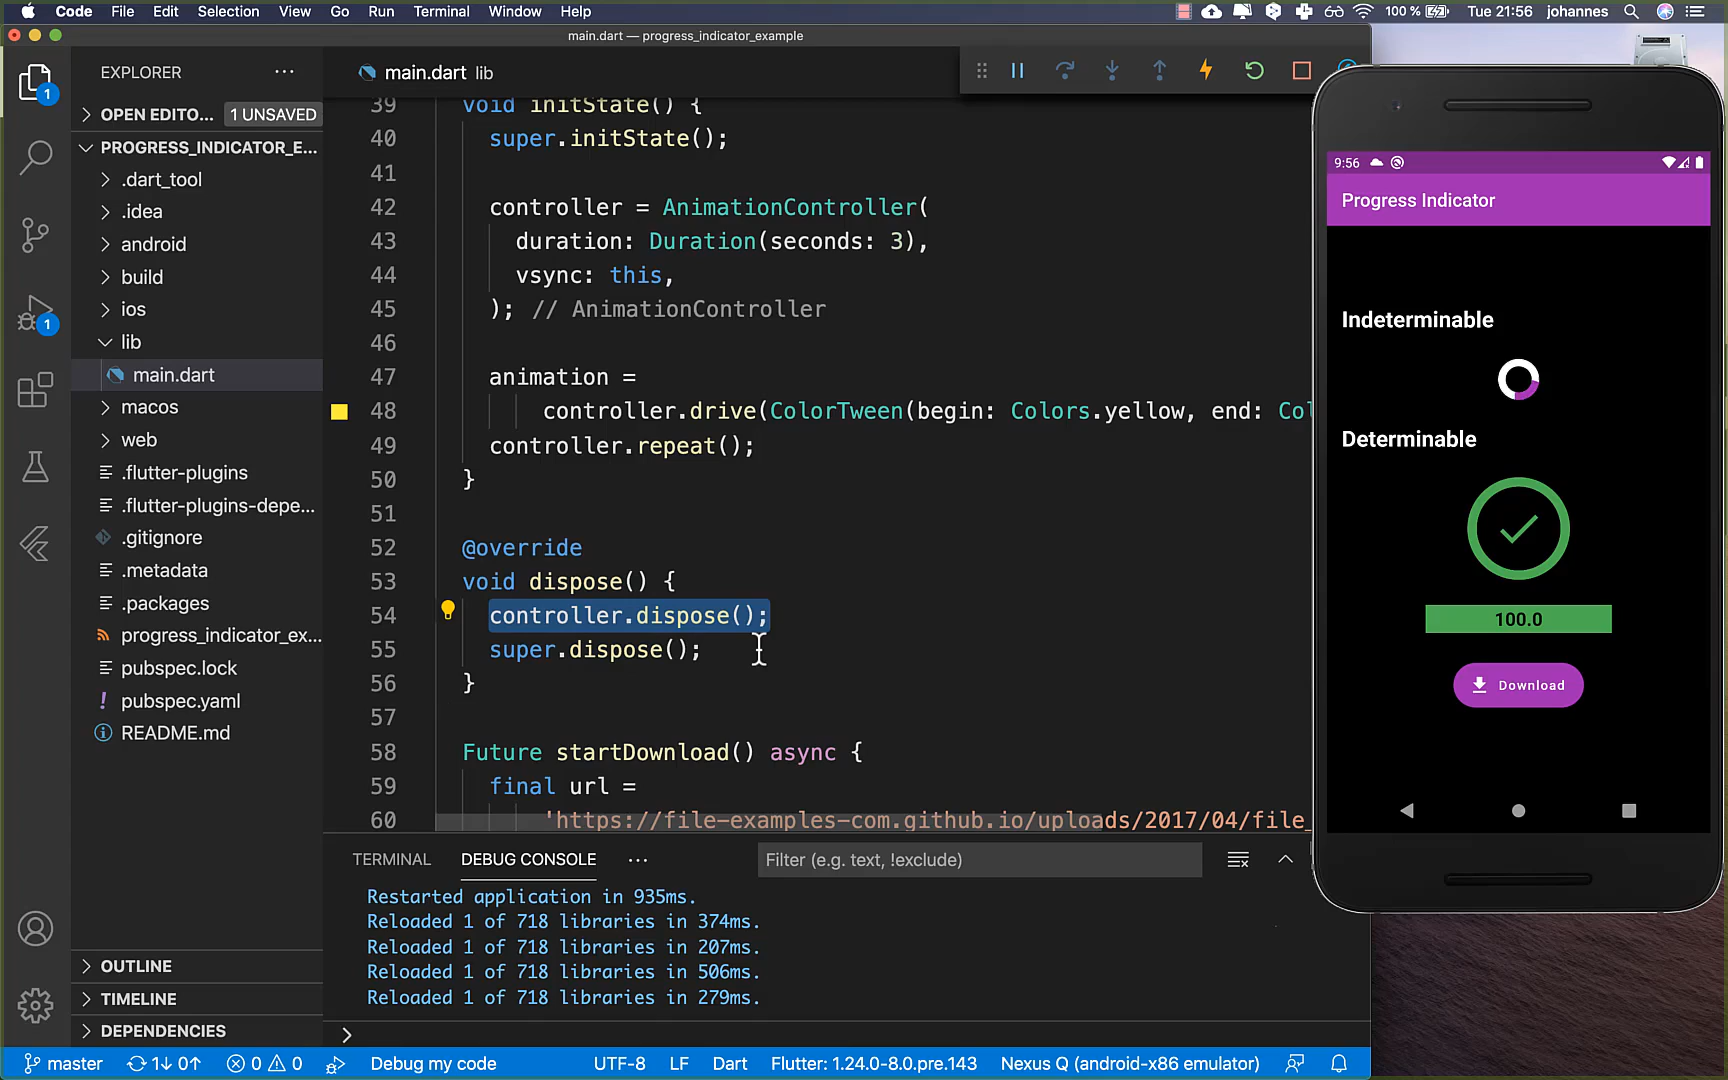 Code File Edit Selection View Go Run Terminal Window Help
100 % Tue 21:56 johannes
main.dart — progress_indicator_example
EXPLORER
1
OPEN EDITO... 1 UNSAVED
PROGRESS_INDICATOR_E...
.dart_tool
.idea
android
build
ios
lib
main.dart
macos
web
.flutter-plugins
.flutter-plugins-depe...
.gitignore
.metadata
.packages
progress_indicator_ex...
pubspec.lock
pubspec.yaml
README.md
OUTLINE
TIMELINE
DEPENDENCIES
1
main.dart lib
39 void initState() {
40 super.initState();
41
42 controller = AnimationController(
43 duration: Duration(seconds: 3),
44 vsync: this,
45 ); // AnimationController
46
47 animation =
48 controller.drive(ColorTween(begin: Colors.yellow, end: Col
49 controller.repeat();
50 }
51
52 @override
53 void dispose() {
54 controller.dispose();
55 super.dispose();
56 }
57
58 Future startDownload() async {
59 final url =
60 'https://file-examples-com.github.io/uploads/2017/04/file_
TERMINAL DEBUG CONSOLE ... Filter (e.g. text, !exclude)
Restarted application in 935ms.
Reloaded 1 of 718 libraries in 374ms.
Reloaded 1 of 718 libraries in 207ms.
Reloaded 1 of 718 libraries in 506ms.
Reloaded 1 of 718 libraries in 279ms.
9:56
Progress Indicator
Indeterminable
Determinable
100.0
Download
master 1↓ 0↑ 0 0 Debug my code UTF-8 LF Dart Flutter: 1.24.0-8.0.pre.143 Nexus Q (android-x86 emulator)